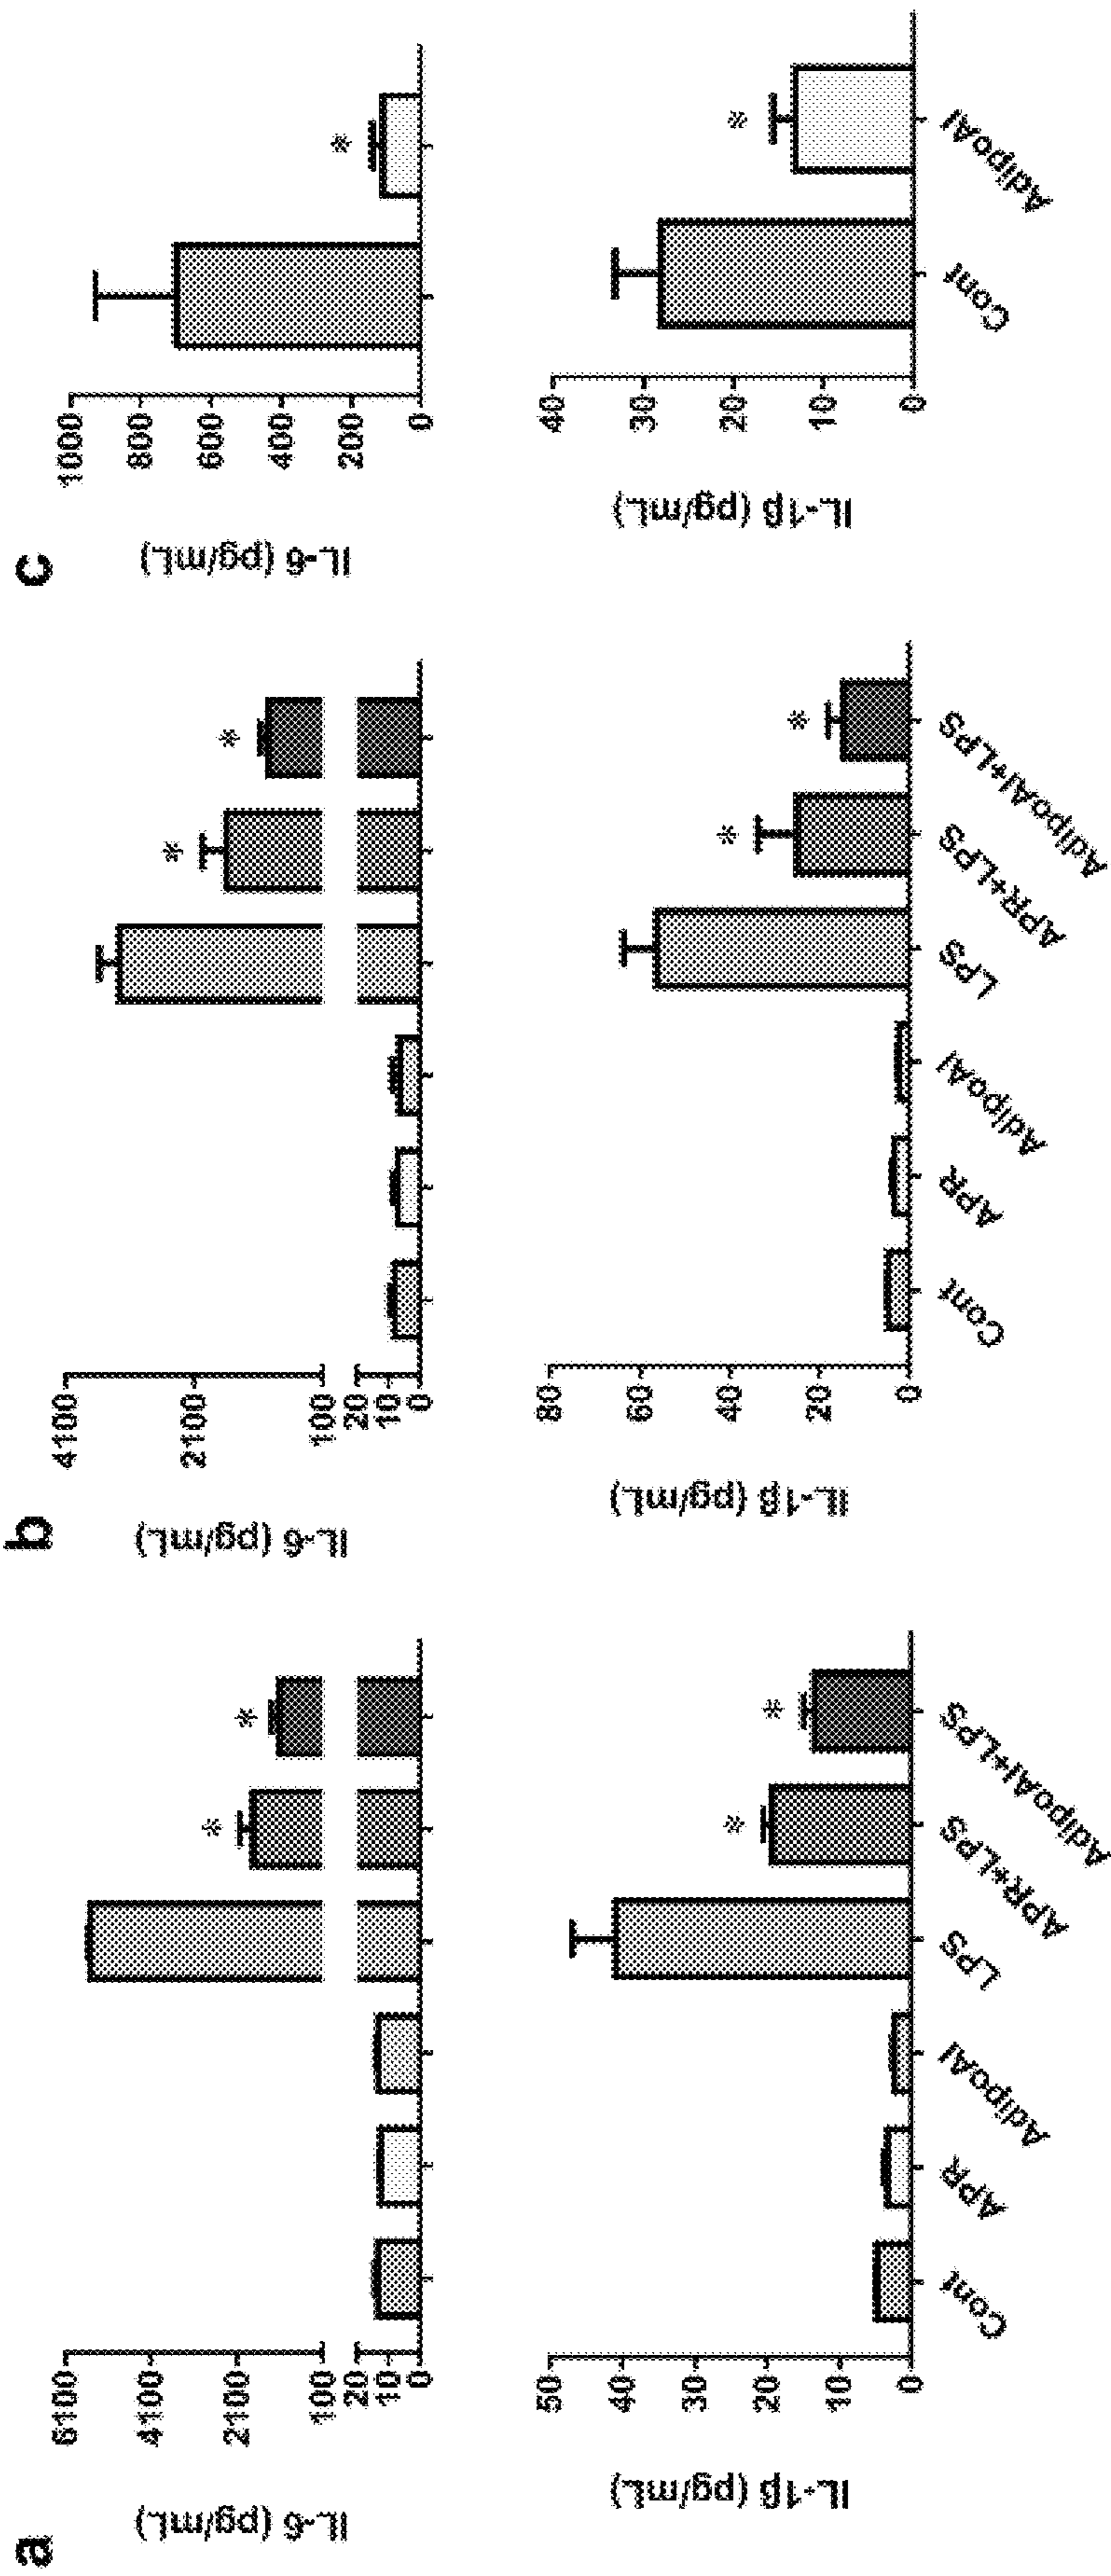 a
IL-6 (pg/mL)
6100
4100
2100
100
20
10
0
*
*
IL-1β (pg/mL)
50
40
30
20
10
0
*
*
Cont
APR
AdipoAI
LPS
APR+LPS
AdipoAI+LPS
b
IL-6 (pg/mL)
4100
2100
100
20
10
0
*
*
IL-1β (pg/mL)
80
60
40
20
0
*
*
Cont
APR
AdipoAI
LPS
APR+LPS
AdipoAI+LPS
c
IL-6 (pg/mL)
1000
800
600
400
200
0
*
IL-1β (pg/mL)
40
30
20
10
0
*
Cont
AdipoAI